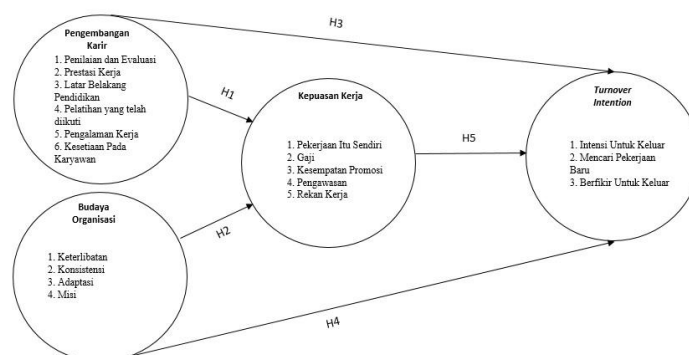 Pengembangan
Karir
1. Penilaian dan Evaluasi
2. Prestasi Kerja
3. Latar Belakang
Pendidikan
4. Pelatihan yang telah
diikuti
5. Pengalaman Kerja
6. Kesetiaan Pada
Karyawan
H3
H1
Kepuasan Kerja
1. Pekerjaan Itu Sendiri
2. Gaji
3. Kesempatan Promosi
4. Pengawasan
5. Rekan Kerja
H5
Turnover
Intention
1. Intensi Untuk Keluar
2. Mencari Pekerjaan
Baru
3. Berfikir Untuk Keluar
Budaya
Organisasi
1. Keterlibatan
2. Konsistensi
3. Adaptasi
4. Misi
H2
H4